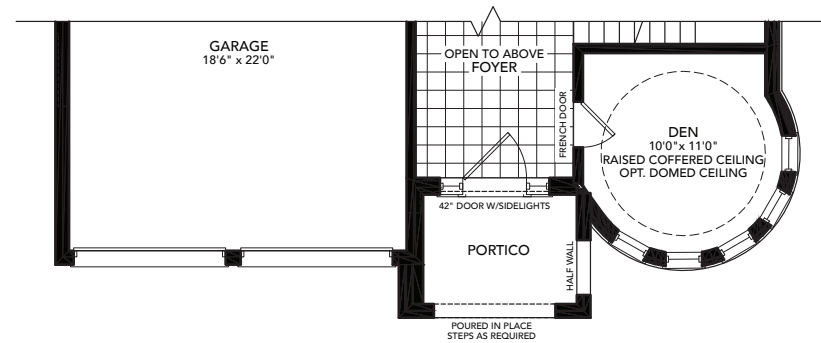 GARAGE
18'6" x 22'0"
OPEN TO ABOVE
FOYER
FRENCH DOOR
DEN
10'0"x 11'0"
RAISED COFFERED CEILING
OPT. DOMED CEILING
42" DOOR W/SIDELIGHTS
PORTICO
HALF WALL
POURED IN PLACE
STEPS AS REQUIRED